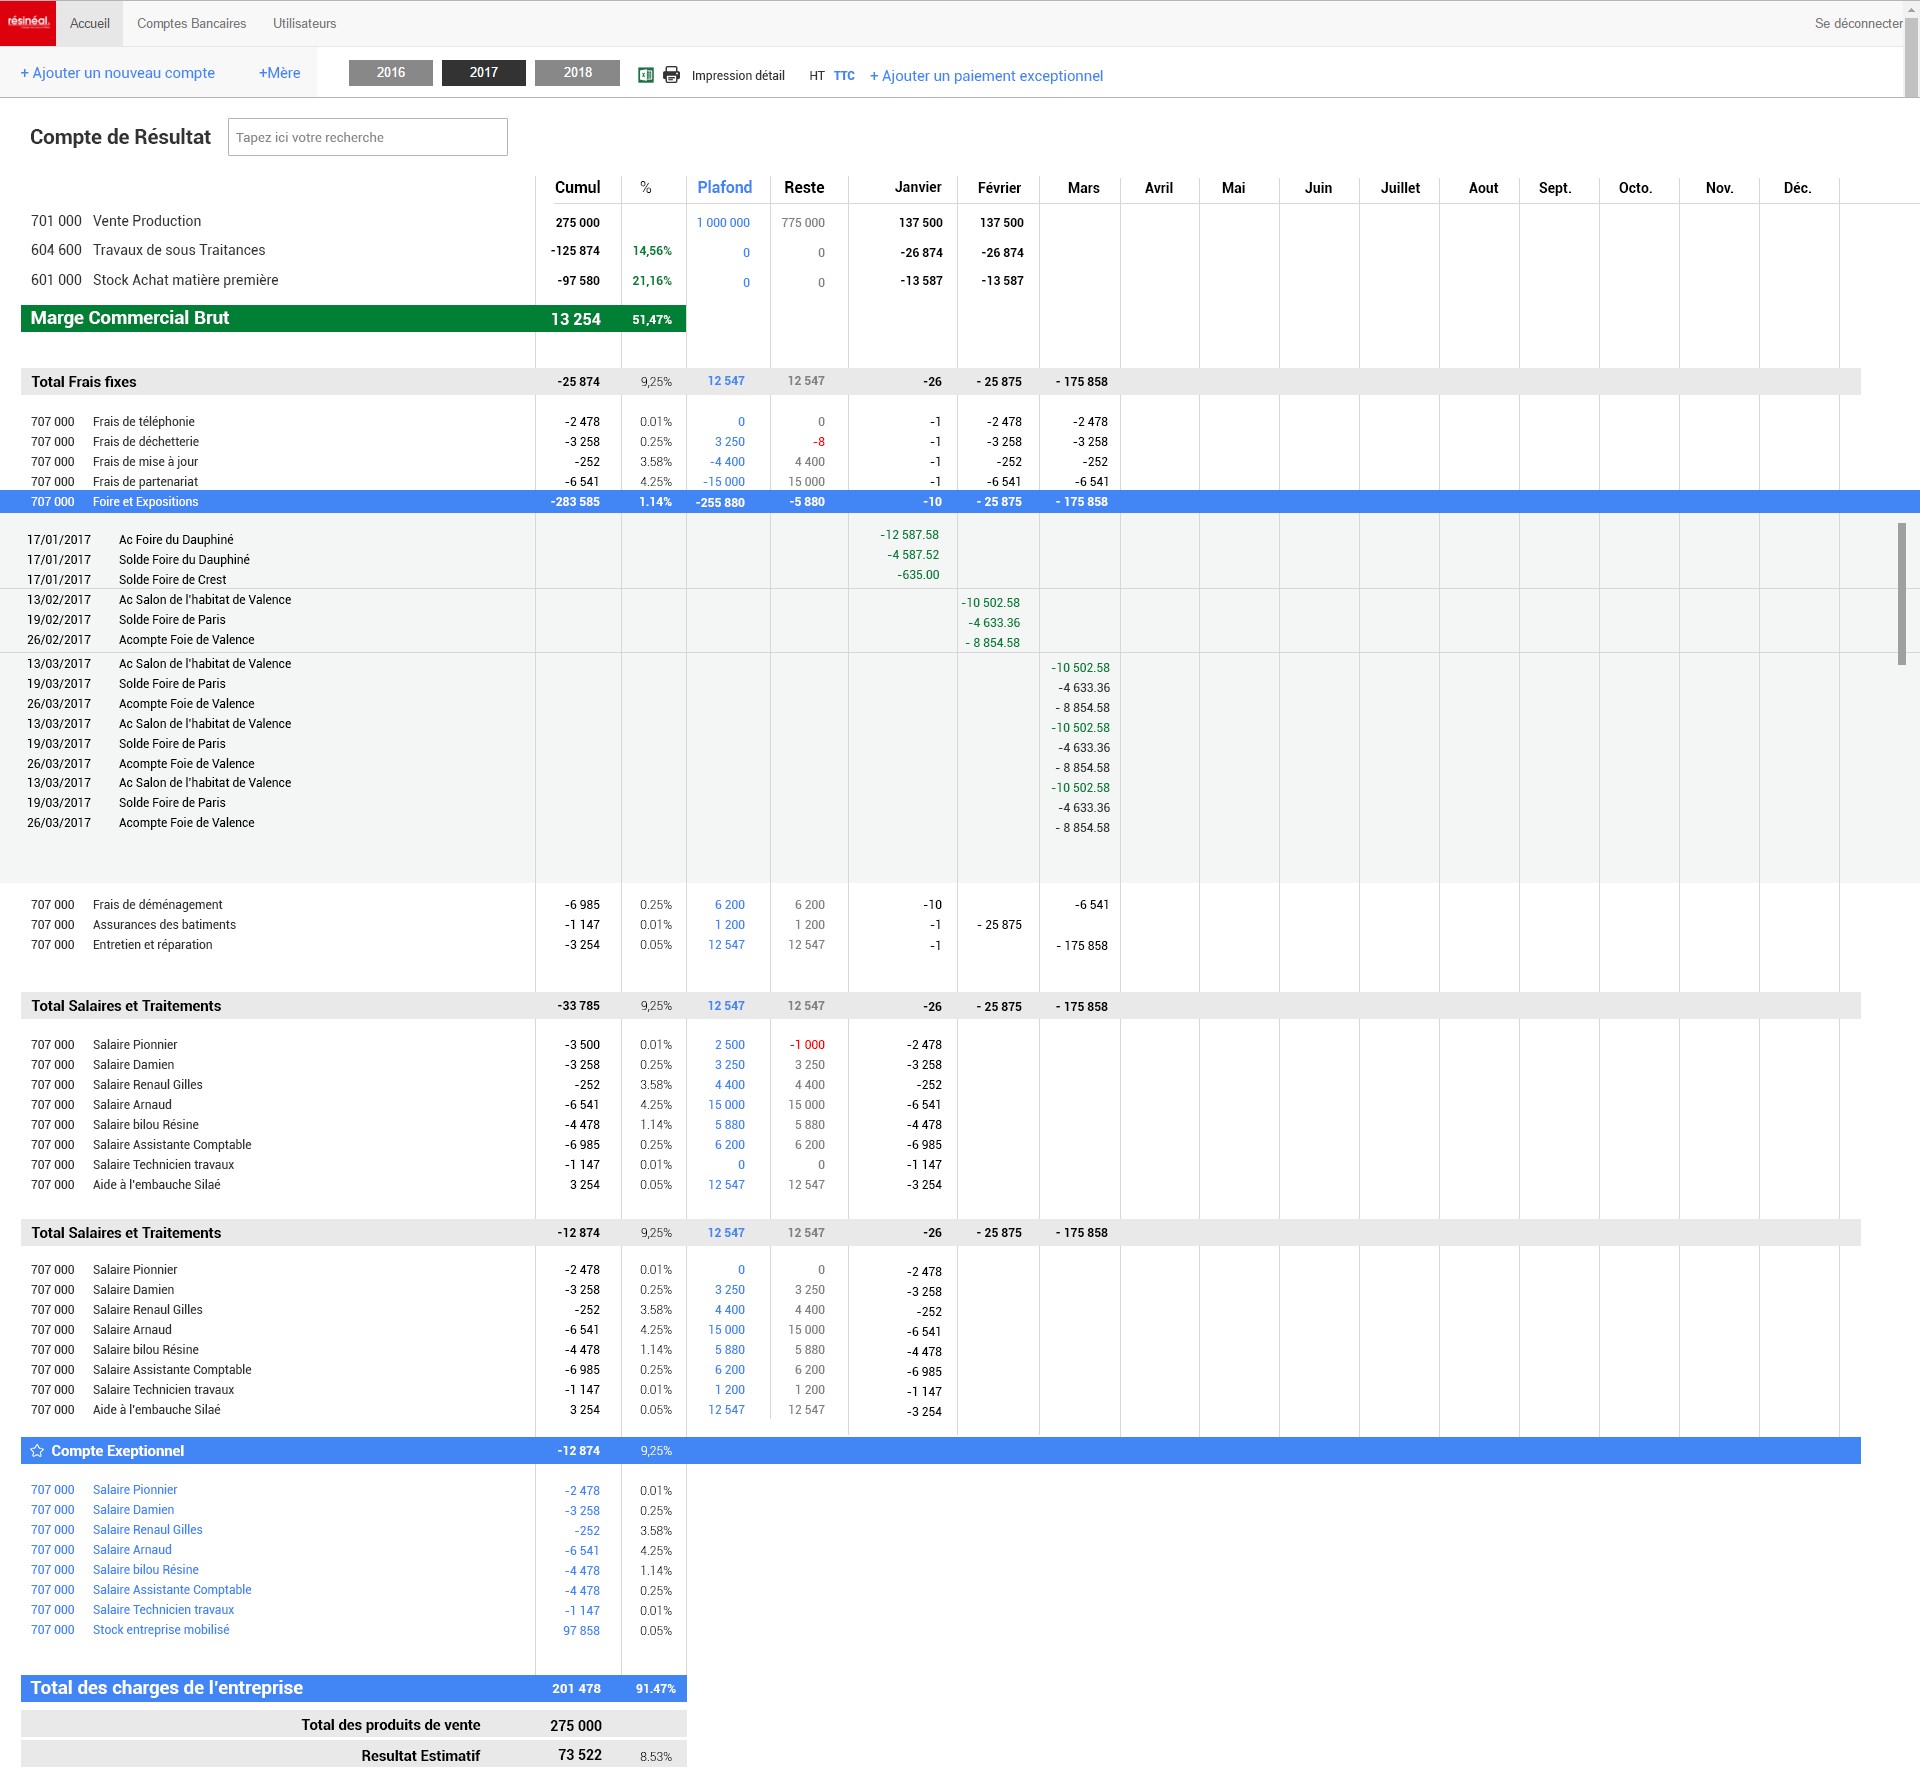 résinéal. Accueil Comptes Bancaires Utilisateurs Se déconnecter
+ Ajouter un nouveau compte +Mère 2016 2017 2018 Impression détail HT TTC + Ajouter un paiement exceptionnel
Compte de Résultat Tapez ici votre recherche
Cumul % Plafond Reste Janvier Février Mars Avril Mai Juin Juillet Aout Sept. Octo. Nov. Déc.
701 000 Vente Production 275 000 1 000 000 775 000 137 500 137 500
604 600 Travaux de sous Traitances -125 874 14,56% 0 0 -26 874 -26 874
601 000 Stock Achat matière première -97 580 21,16% 0 0 -13 587 -13 587
Marge Commercial Brut 13 254 51,47%
Total Frais fixes -25 874 9,25% 12 547 12 547 -26 - 25 875 - 175 858
707 000 Frais de téléphonie -2 478 0.01% 0 0 -1 -2 478 -2 478
707 000 Frais de déchetterie -3 258 0.25% 3 250 -8 -1 -3 258 -3 258
707 000 Frais de mise à jour -252 3.58% -4 400 4 400 -1 -252 -252
707 000 Frais de partenariat -6 541 4.25% -15 000 15 000 -1 -6 541 -6 541
707 000 Foire et Expositions -283 585 1.14% -255 880 -5 880 -10 - 25 875 - 175 858
17/01/2017 Ac Foire du Dauphiné -12 587.58
17/01/2017 Solde Foire du Dauphiné -4 587.52
17/01/2017 Solde Foire de Crest -635.00
13/02/2017 Ac Salon de l'habitat de Valence -10 502.58
19/02/2017 Solde Foire de Paris -4 633.36
26/02/2017 Acompte Foie de Valence - 8 854.58
13/03/2017 Ac Salon de l'habitat de Valence -10 502.58
19/03/2017 Solde Foire de Paris -4 633.36
26/03/2017 Acompte Foie de Valence - 8 854.58
13/03/2017 Ac Salon de l'habitat de Valence -10 502.58
19/03/2017 Solde Foire de Paris -4 633.36
26/03/2017 Acompte Foie de Valence - 8 854.58
13/03/2017 Ac Salon de l'habitat de Valence -10 502.58
19/03/2017 Solde Foire de Paris -4 633.36
26/03/2017 Acompte Foie de Valence - 8 854.58
707 000 Frais de déménagement -6 985 0.25% 6 200 6 200 -10 -6 541
707 000 Assurances des batiments -1 147 0.01% 1 200 1 200 -1 - 25 875
707 000 Entretien et réparation -3 254 0.05% 12 547 12 547 -1 - 175 858
Total Salaires et Traitements -33 785 9,25% 12 547 12 547 -26 - 25 875 - 175 858
707 000 Salaire Pionnier -3 500 0.01% 2 500 -1 000 -2 478
707 000 Salaire Damien -3 258 0.25% 3 250 3 250 -3 258
707 000 Salaire Renaul Gilles -252 3.58% 4 400 4 400 -252
707 000 Salaire Arnaud -6 541 4.25% 15 000 15 000 -6 541
707 000 Salaire bilou Résine -4 478 1.14% 5 880 5 880 -4 478
707 000 Salaire Assistante Comptable -6 985 0.25% 6 200 6 200 -6 985
707 000 Salaire Technicien travaux -1 147 0.01% 0 0 -1 147
707 000 Aide à l'embauche Silaé 3 254 0.05% 12 547 12 547 -3 254
Total Salaires et Traitements -12 874 9,25% 12 547 12 547 -26 - 25 875 - 175 858
707 000 Salaire Pionnier -2 478 0.01% 0 0 -2 478
707 000 Salaire Damien -3 258 0.25% 3 250 3 250 -3 258
707 000 Salaire Renaul Gilles -252 3.58% 4 400 4 400 -252
707 000 Salaire Arnaud -6 541 4.25% 15 000 15 000 -6 541
707 000 Salaire bilou Résine -4 478 1.14% 5 880 5 880 -4 478
707 000 Salaire Assistante Comptable -6 985 0.25% 6 200 6 200 -6 985
707 000 Salaire Technicien travaux -1 147 0.01% 1 200 1 200 -1 147
707 000 Aide à l'embauche Silaé 3 254 0.05% 12 547 12 547 -3 254
Compte Exeptionnel -12 874 9,25%
707 000 Salaire Pionnier -2 478 0.01%
707 000 Salaire Damien -3 258 0.25%
707 000 Salaire Renaul Gilles -252 3.58%
707 000 Salaire Arnaud -6 541 4.25%
707 000 Salaire bilou Résine -4 478 1.14%
707 000 Salaire Assistante Comptable -4 478 0.25%
707 000 Salaire Technicien travaux -1 147 0.01%
707 000 Stock entreprise mobilisé 97 858 0.05%
Total des charges de l'entreprise 201 478 91.47%
Total des produits de vente 275 000
Resultat Estimatif 73 522 8.53%